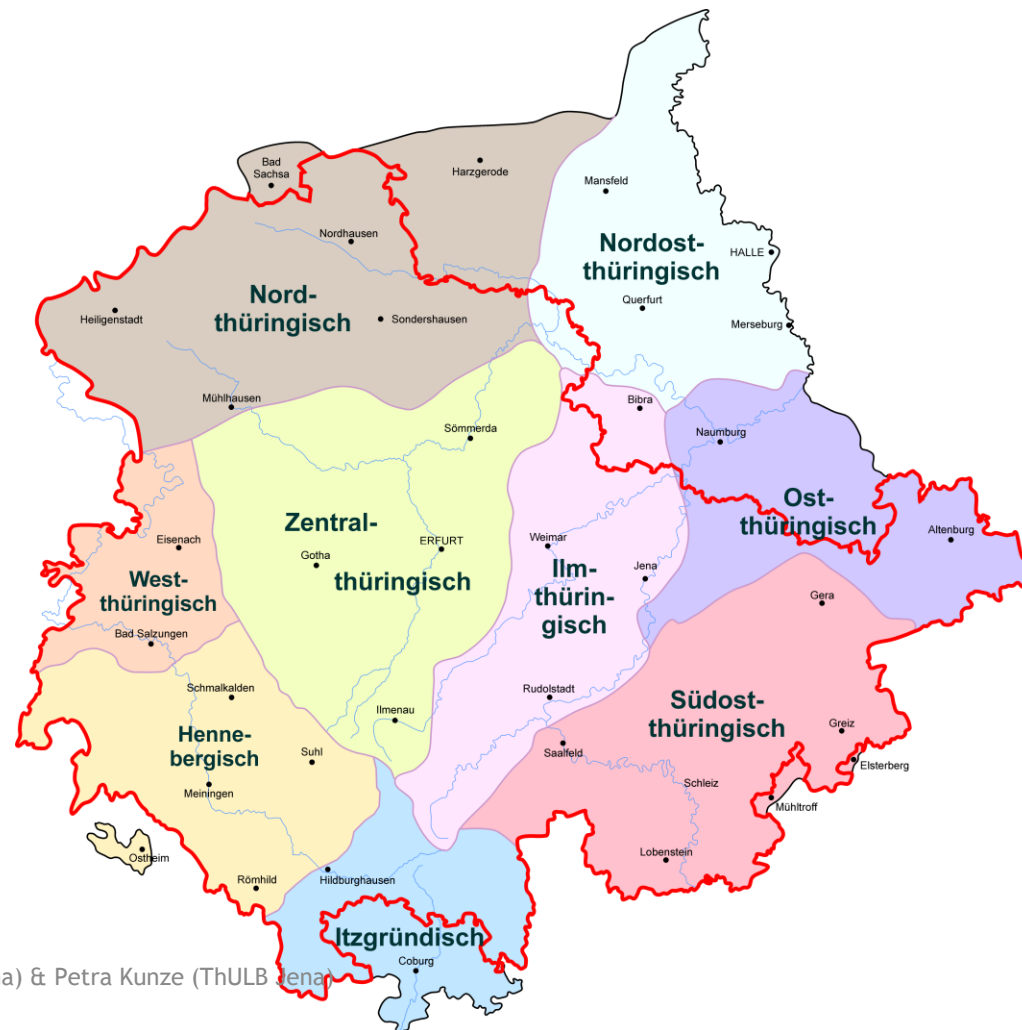 Bad
Sachsa
Harzgerode
Mansfeld
Nordhausen
Nordost-
thüringisch
HALLE
Nord-
thüringisch
Heiligenstadt
Sondershausen
Querfurt
Merseburg
Mühlhausen
Bibra
Sömmerda
Naumburg
Ost-
thüringisch
Zentral-
thüringisch
Eisenach
Gotha
ERFURT
Weimar
Altenburg
West-
thüringisch
Ilm-
thürin-
gisch
Jena
Gera
Bad Salzungen
Schmalkalden
Rudolstadt
Südost-
thüringisch
Ilmenau
Henne-
bergisch
Suhl
Saalfeld
Greiz
Elsterberg
Meiningen
Schleiz
Mühltroff
Ostheim
Lobenstein
Römhild
Hildburghausen
Itzgründisch
Coburg
a) & Petra Kunze (ThULB Jena)